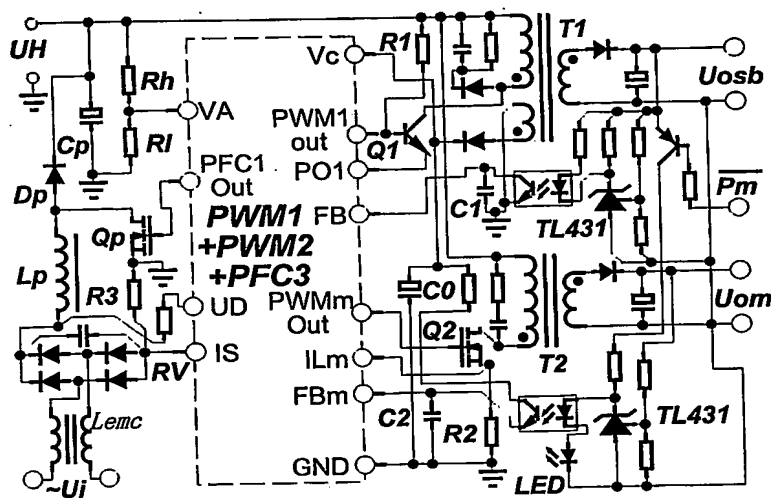 UH
Rh
Rl
Cp
Dp
Qp
Lp
R3
RV
Lemc
~Ui
VA
PFC1
Out
UD
IS
PWM1
+PWM2
+PFC3
Vc
PWM1
out
PO1
FB
PWMm
Out
ILm
FBm
GND
R1
Q1
C1
C0
Q2
C2
R2
T1
T2
TL431
TL431
LED
Uosb
Pm
Uom